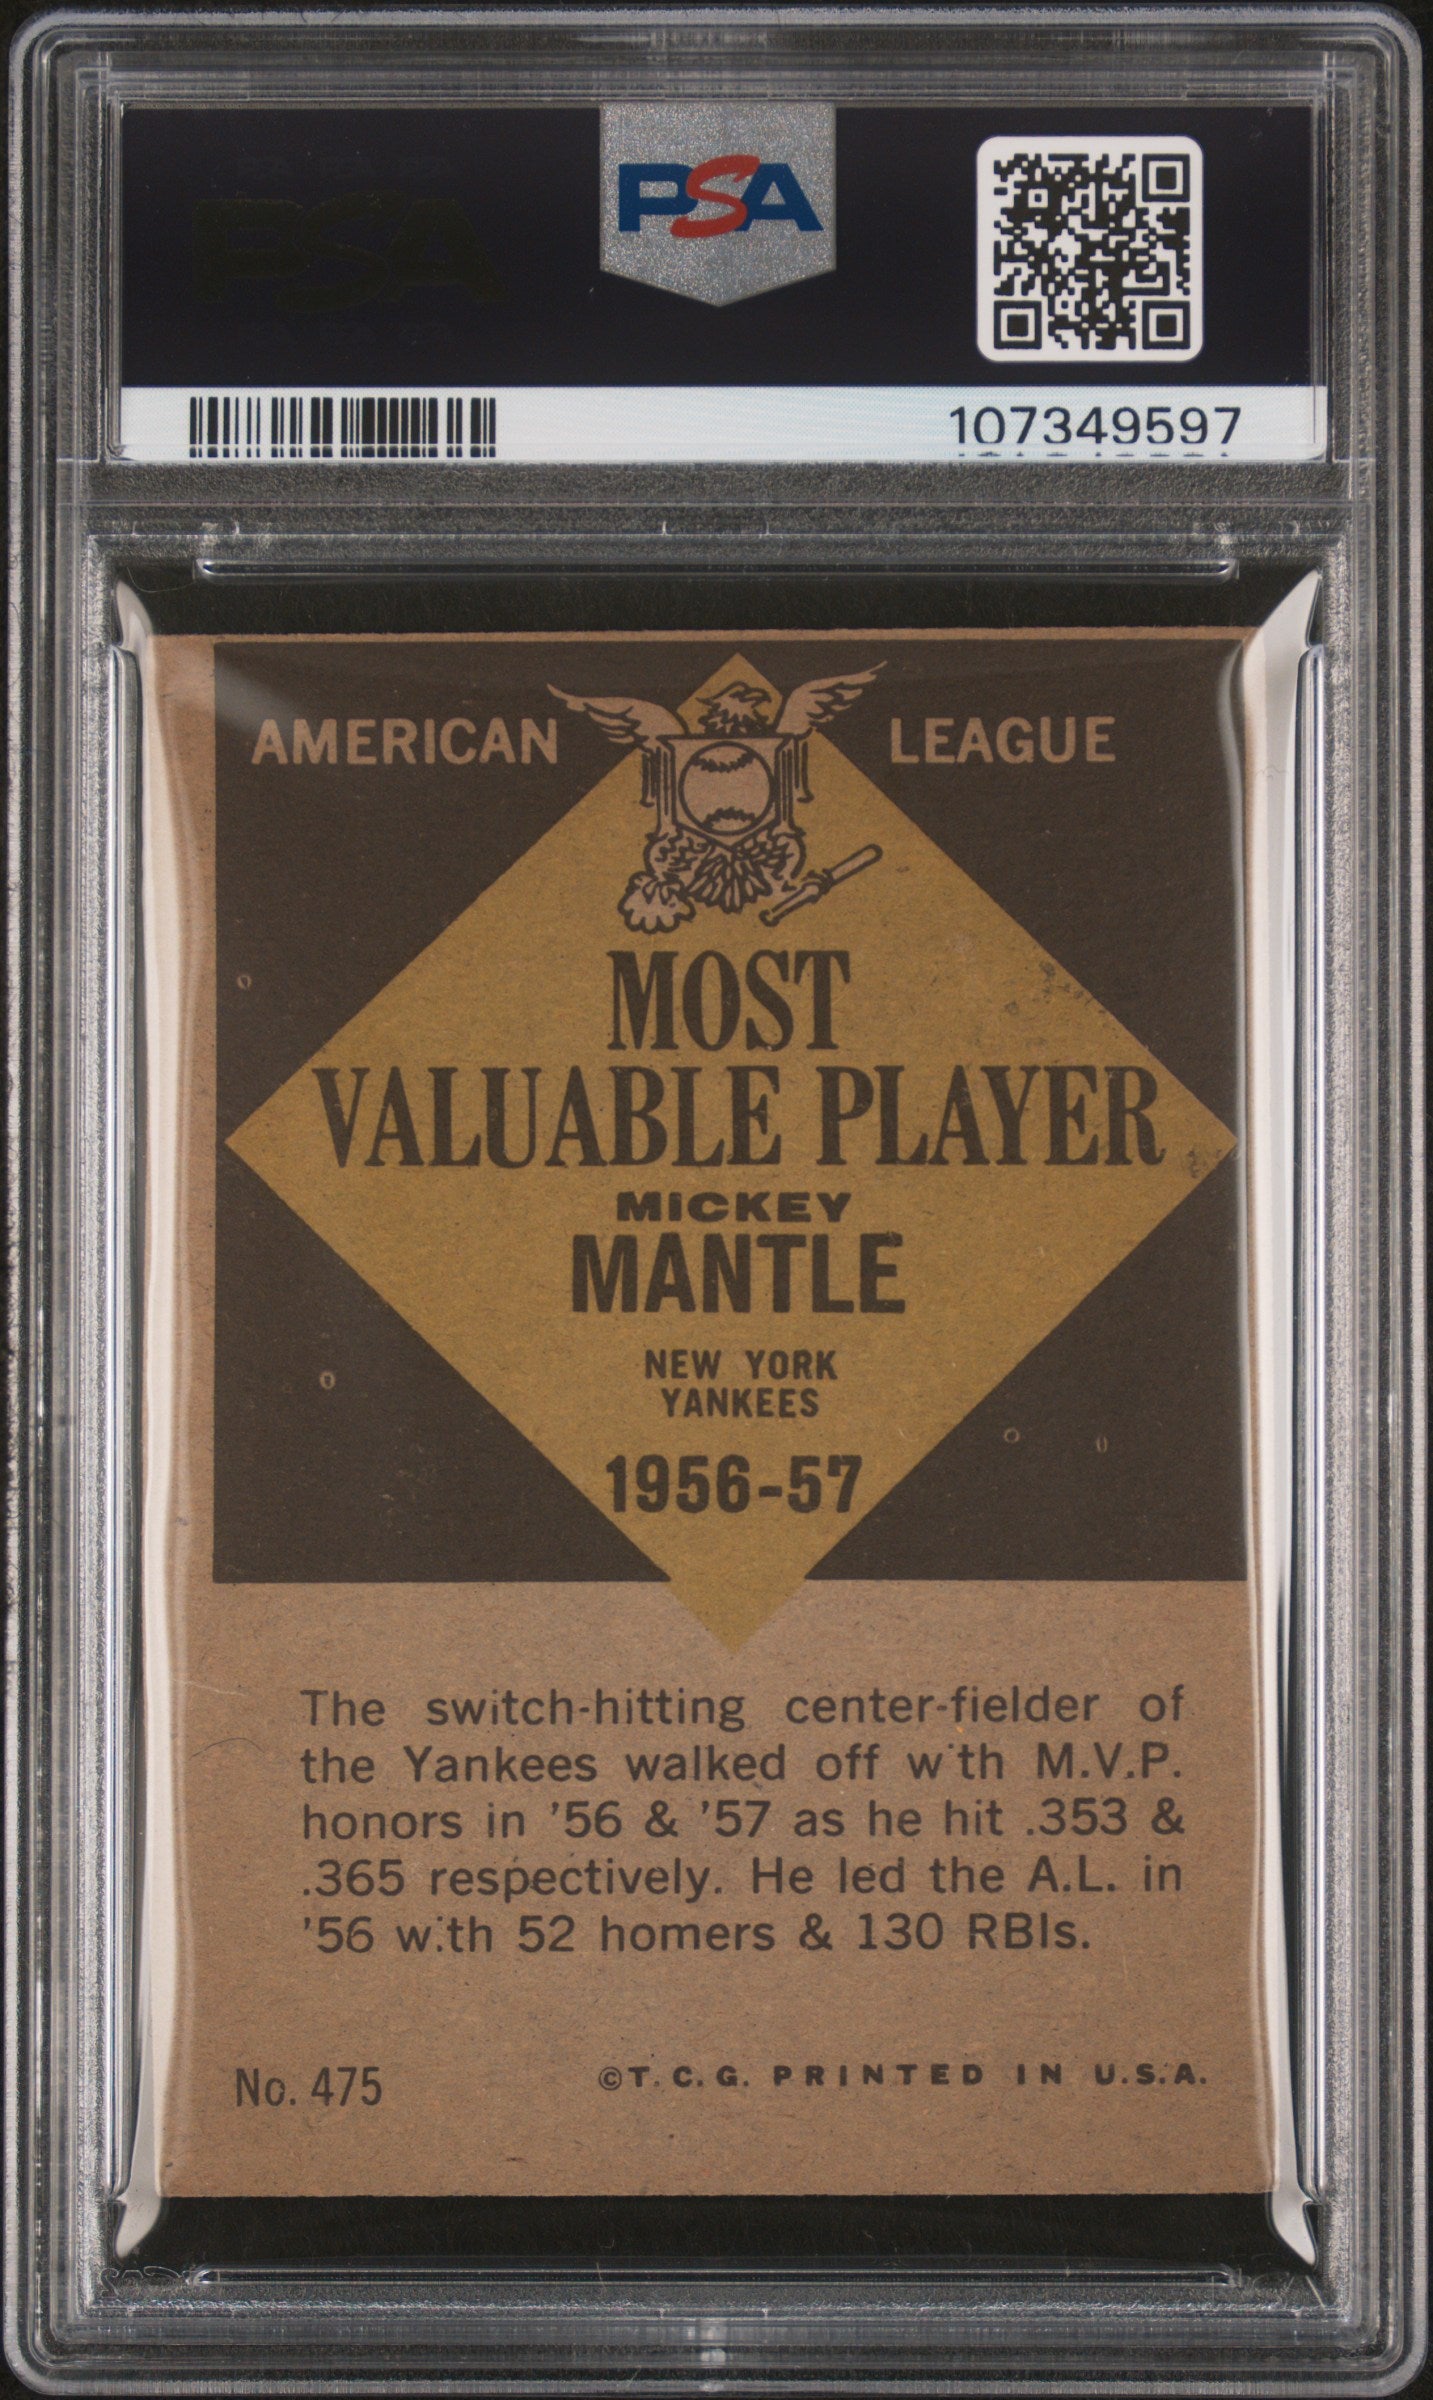 PSA
PSA
107349597
AMERICAN LEAGUE
MOST
VALUABLE PLAYER
MICKEY
MANTLE
NEW YORK
YANKEES
1956-57
The switch-hitting center-fielder of
the Yankees walked off w th M.V.P.
honors in '56 & '57 as he hit .353 &
.365 respectively. He led the A.L. in
'56 w.th 52 homers & 130 RBIs.
No. 475 ©T.C.G. PRINTED IN U.S.A.